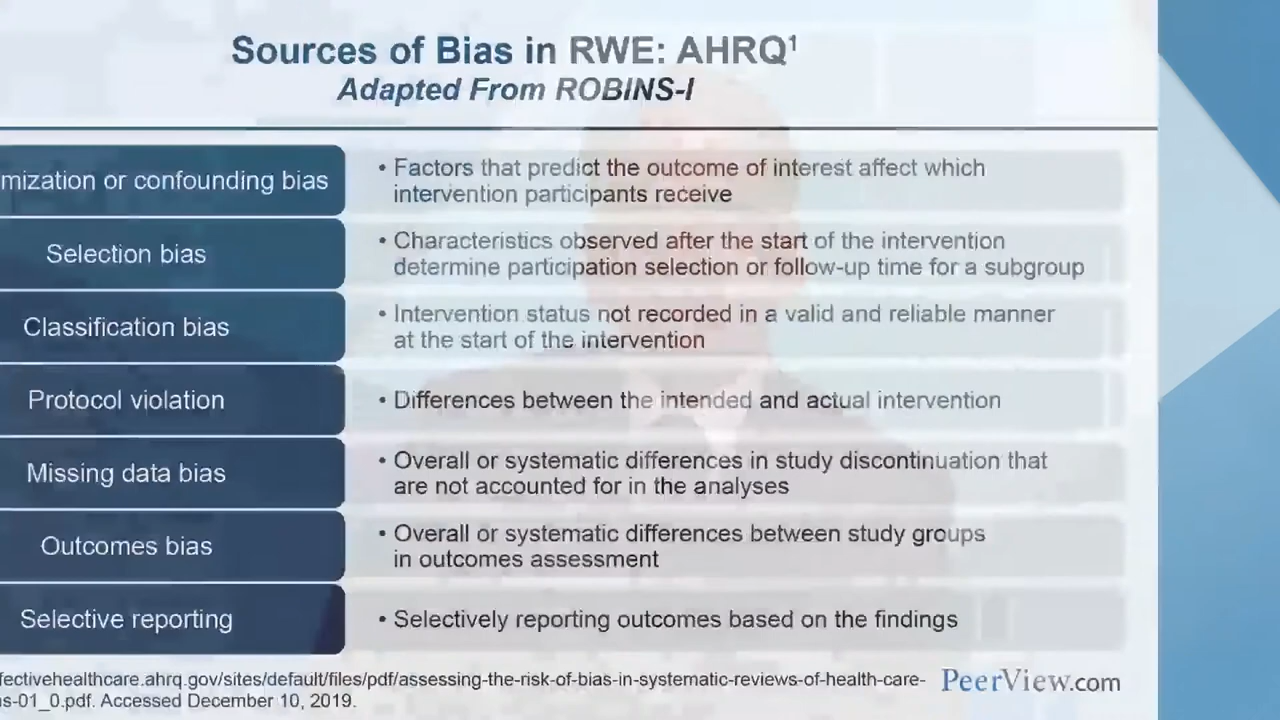 Sources of Bias in RWE: AHRQ¹
Adapted From ROBINS-I
mization or confounding bias
• Factors that predict the outcome of interest affect which
intervention participants receive
Selection bias
• Characteristics observed after the start of the intervention
determine participation selection or follow-up time for a subgroup
Classification bias
• Intervention status not recorded in a valid and reliable manner
at the start of the intervention
Protocol violation
• Differences between the intended and actual intervention
Missing data bias
• Overall or systematic differences in study discontinuation that
are not accounted for in the analyses
Outcomes bias
• Overall or systematic differences between study groups
in outcomes assessment
Selective reporting
• Selectively reporting outcomes based on the findings
fectivehealthcare.ahrq.gov/sites/default/files/pdf/assessing-the-risk-of-bias-in-systematic-reviews-of-health-care-
s-01_0.pdf. Accessed December 10, 2019.
PeerView.com